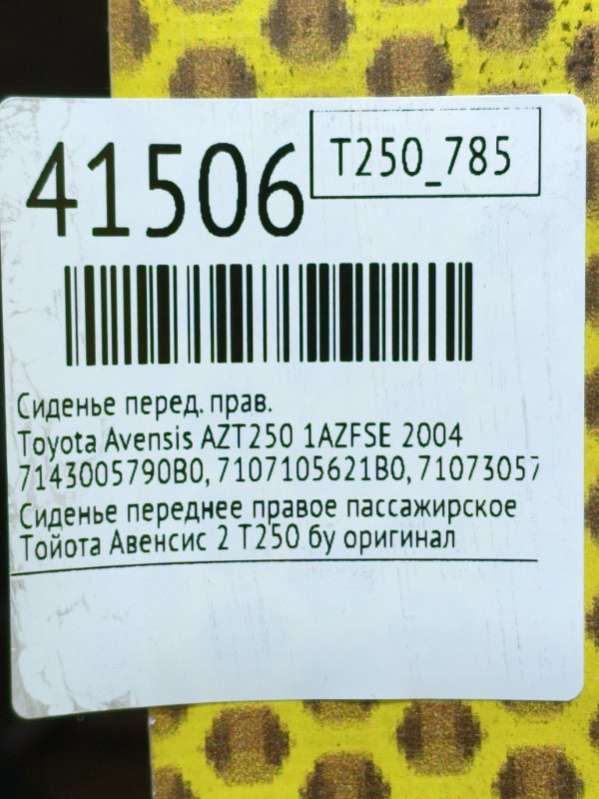 41506
T250_785
Сиденье перед. прав.
Toyota Avensis AZT250 1AZFSE 2004
7143005790B0, 7107105621B0, 71073057
Сиденье переднее правое пассажирское
Тойота Авенсис 2 Т250 бу оригинал